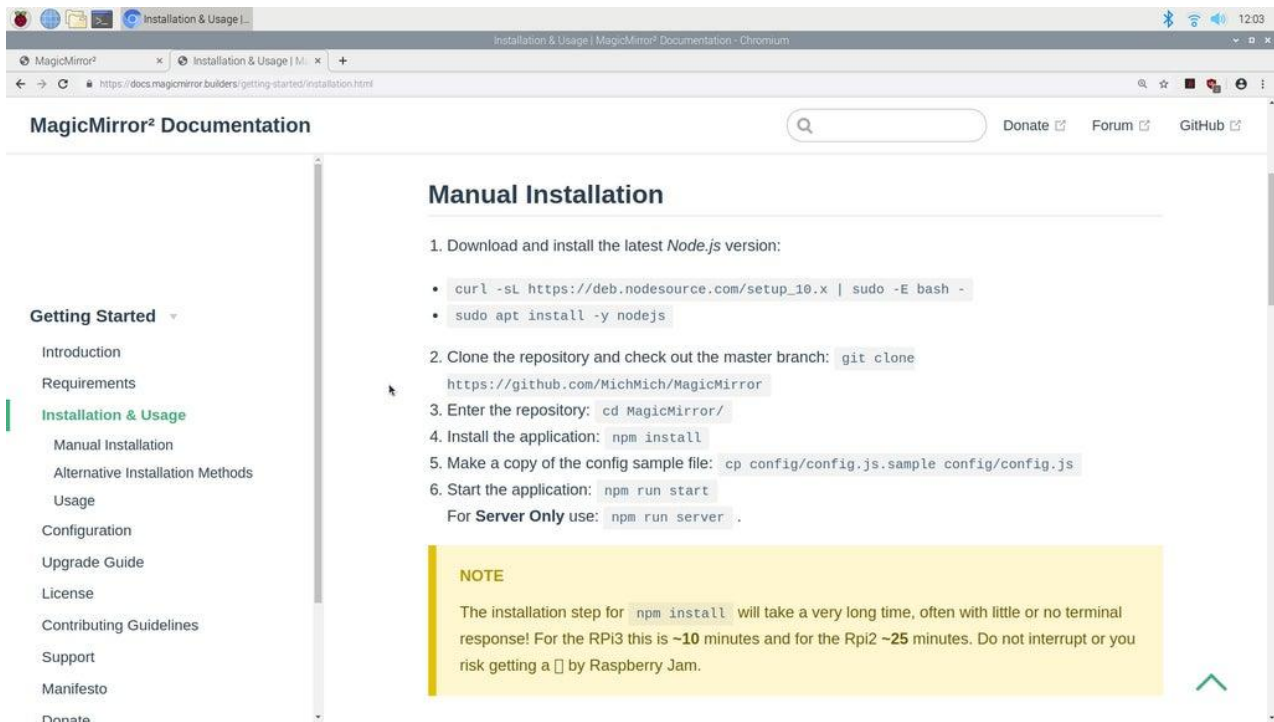 Installation & Usage |...
12:03
Installation & Usage | MagicMirror² Documentation - Chromium
MagicMirror²
Installation & Usage | M
https://docs.magicmirror.builders/getting-started/installation.html
MagicMirror² Documentation
Donate
Forum
GitHub
Getting Started
Introduction
Requirements
Installation & Usage
Manual Installation
Alternative Installation Methods
Usage
Configuration
Upgrade Guide
License
Contributing Guidelines
Support
Manifesto
Donate
Manual Installation
1. Download and install the latest Node.js version:
• curl -sL https://deb.nodesource.com/setup_10.x | sudo -E bash -
• sudo apt install -y nodejs
2. Clone the repository and check out the master branch: git clone
https://github.com/MichMich/MagicMirror
3. Enter the repository: cd MagicMirror/
4. Install the application: npm install
5. Make a copy of the config sample file: cp config/config.js.sample config/config.js
6. Start the application: npm run start
For Server Only use: npm run server .
NOTE
The installation step for npm install will take a very long time, often with little or no terminal
response! For the RPi3 this is ~10 minutes and for the Rpi2 ~25 minutes. Do not interrupt or you
risk getting a ▯ by Raspberry Jam.